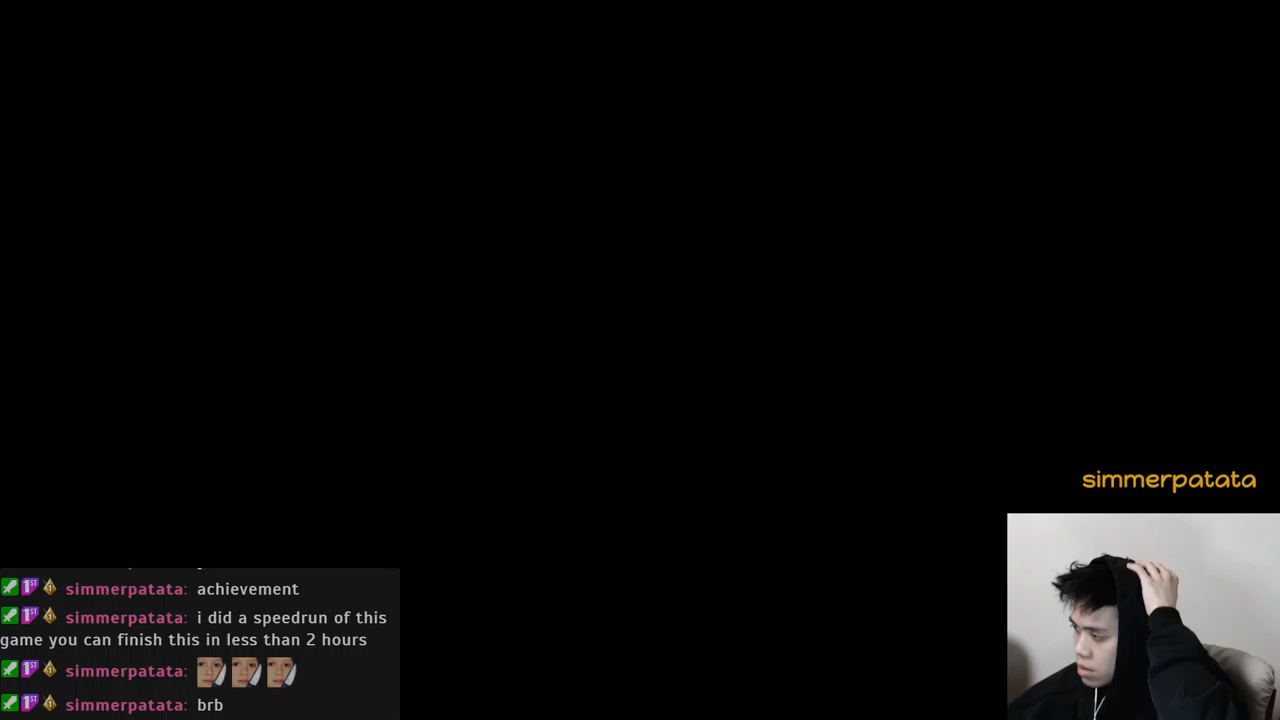 simmerpatata
simmerpatata: achievement
simmerpatata: i did a speedrun of this
game you can finish this in less than 2 hours
simmerpatata:
simmerpatata: brb